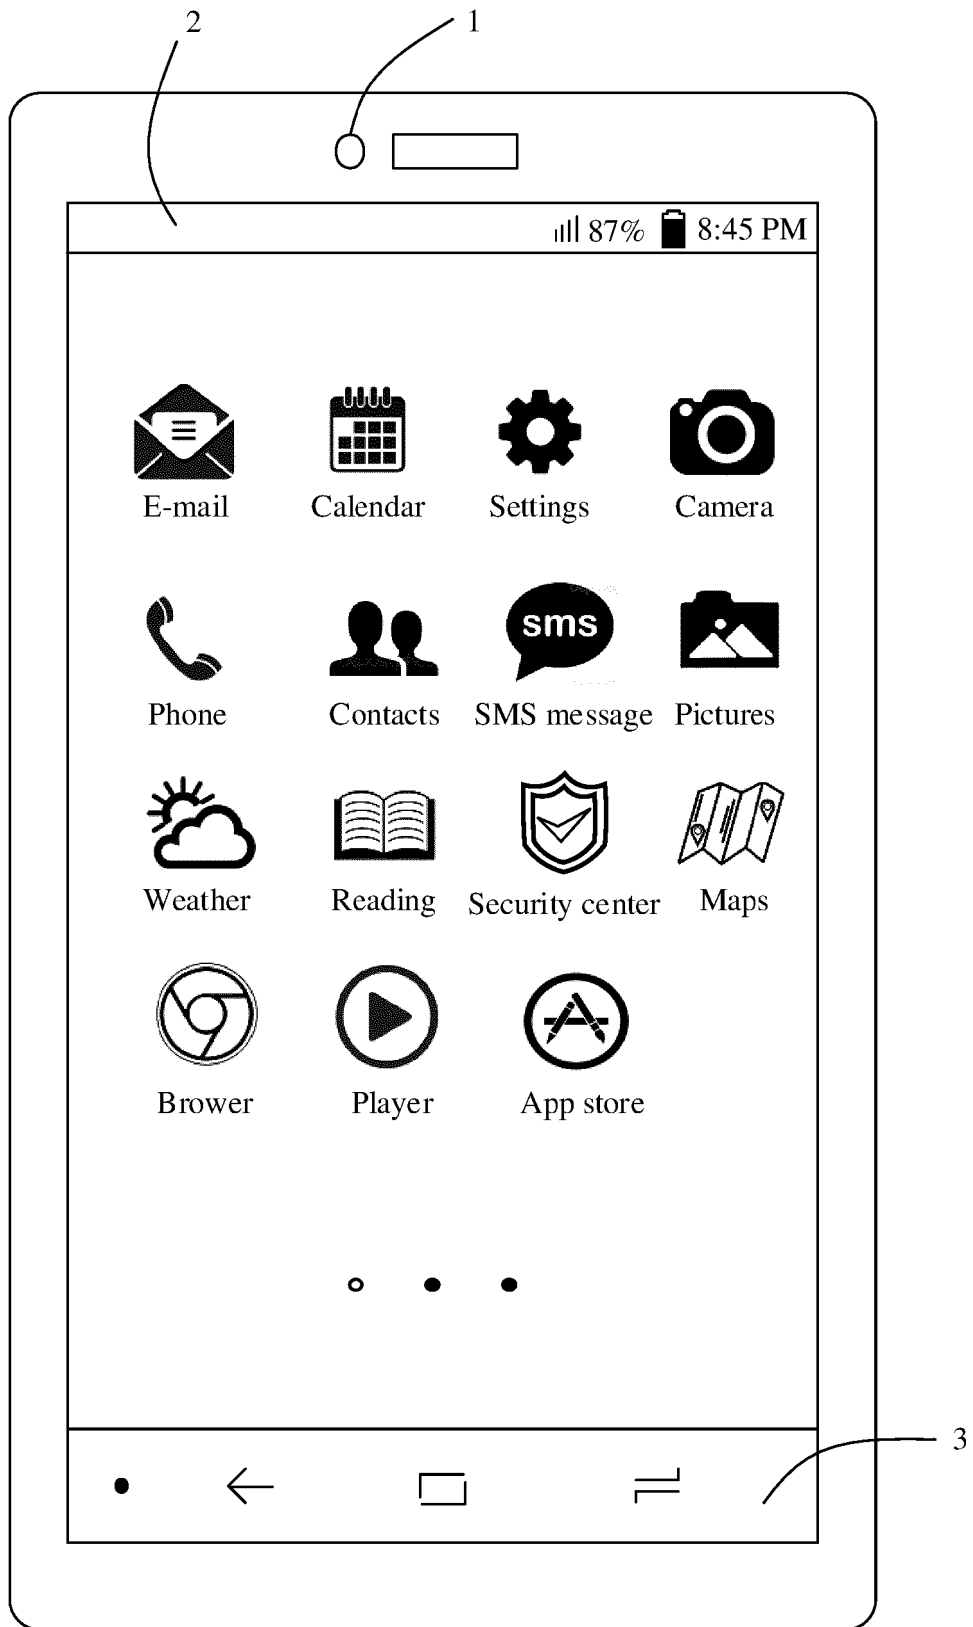 2 1
87% 8:45 PM
E-mail Calendar Settings Camera
sms
Phone Contacts SMS message Pictures
Weather Reading Security center Maps
Brower Player App store
3